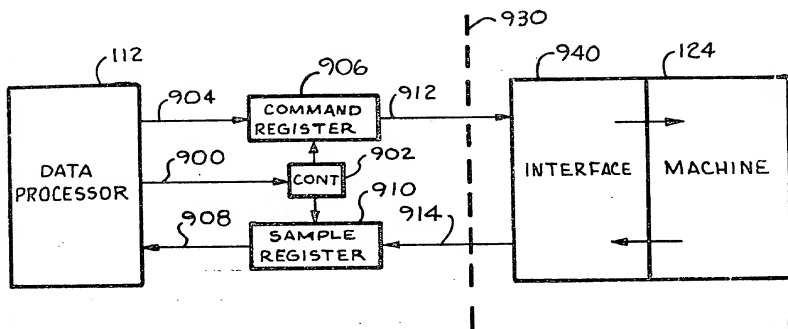 930
112
906
940
124
904
COMMAND
REGISTER
912
DATA
PROCESSOR
900
CONT
902
INTERFACE
MACHINE
910
908
SAMPLE
REGISTER
914